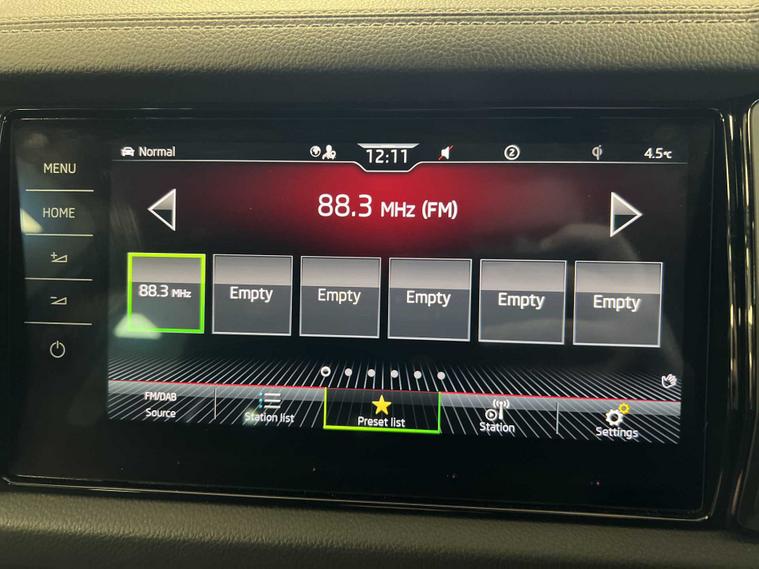 MENU
HOME
Normal
12:11
2
4.5°C
88.3 MHz (FM)
88.3 MHz
Empty
Empty
Empty
Empty
Empty
FM/DAB
Source
Station list
Preset list
Station
Settings